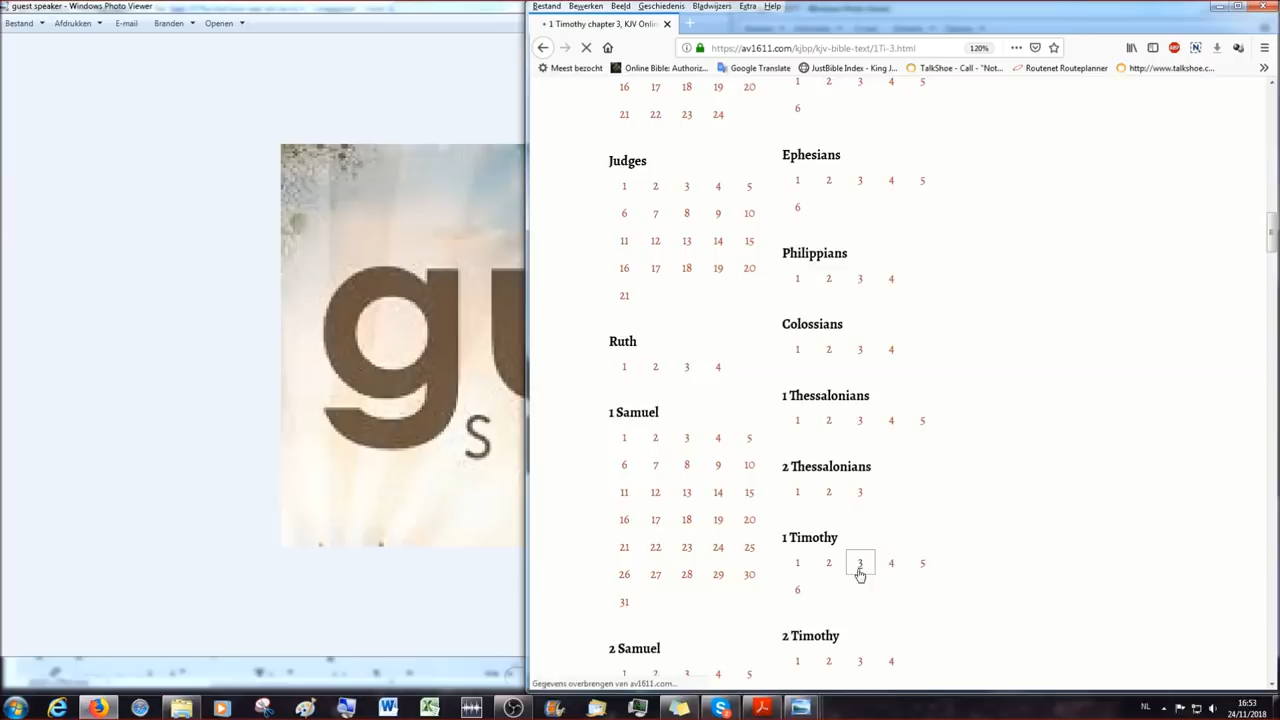 guest speaker - Windows Photo Viewer
Bestand Afdrukken E-mail Branden Openen
gu
S
Bestand Bewerken Beeld Geschiedenis Bladwijzers Extra Help
1 Timothy chapter 3, KJV Onlin
https://av1611.com/kjbp/kjv-bible-text/1Ti-3.html 120%
Meest bezocht Online Bible: Authoriz... Google Translate JustBible Index - King J... TalkShoe - Call - "Not... Routenet Routeplanner http://www.talkshoe.c...
16 17 18 19 20
21 22 23 24
Judges
1 2 3 4 5
6 7 8 9 10
11 12 13 14 15
16 17 18 19 20
21
Ruth
1 2 3 4
1 Samuel
1 2 3 4 5
6 7 8 9 10
11 12 13 14 15
16 17 18 19 20
21 22 23 24 25
26 27 28 29 30
31
2 Samuel
1 2 3 4 5
1 2 3 4 5
6
Ephesians
1 2 3 4 5
6
Philippians
1 2 3 4
Colossians
1 2 3 4
1 Thessalonians
1 2 3 4 5
2 Thessalonians
1 2 3
1 Timothy
1 2 3 4 5
6
2 Timothy
1 2 3 4
Gegevens overbrengen van av1611.com...
NL 16:53
24/11/2018